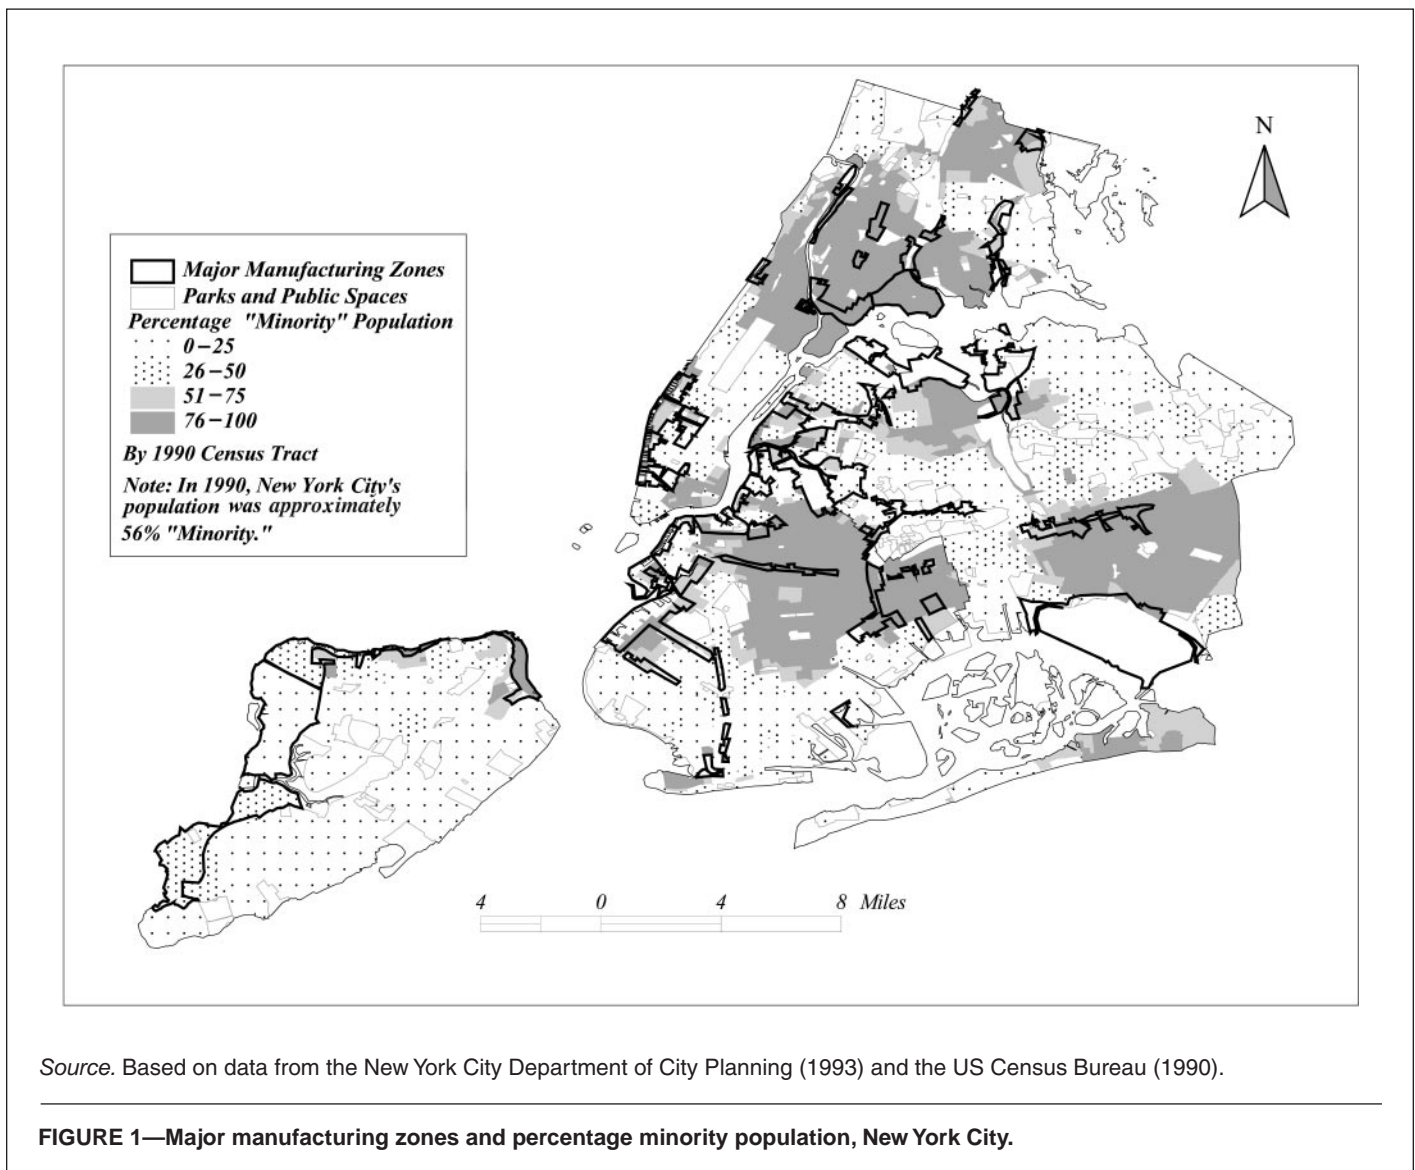 N
Major Manufacturing Zones
Parks and Public Spaces
Percentage "Minority" Population
0–25
26–50
51–75
76–100
By 1990 Census Tract
Note: In 1990, New York City's
population was approximately
56% "Minority."
4 0 4 8 Miles
Source. Based on data from the New York City Department of City Planning (1993) and the US Census Bureau (1990).
FIGURE 1—Major manufacturing zones and percentage minority population, New York City.